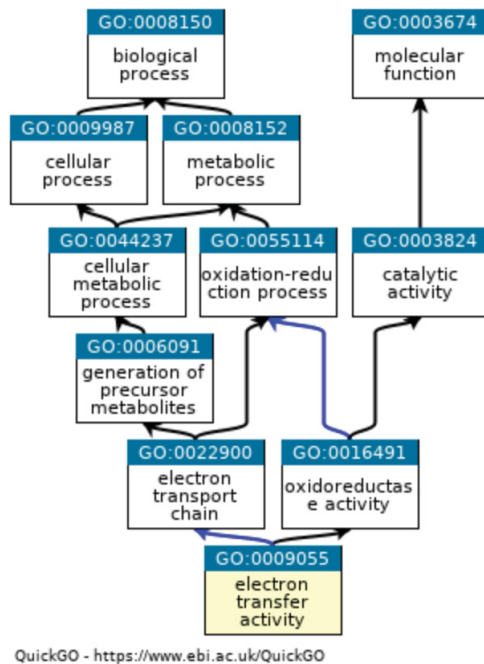 GO:0008150
biological
process
GO:0003674
molecular
function
GO:0009987
cellular
process
GO:0008152
metabolic
process
GO:0044237
cellular
metabolic
process
GO:0055114
oxidation-redu
ction process
GO:0003824
catalytic
activity
GO:0006091
generation of
precursor
metabolites
GO:0022900
electron
transport
chain
GO:0016491
oxidoreductas
e activity
GO:0009055
electron
transfer
activity
QuickGO - https://www.ebi.ac.uk/QuickGO